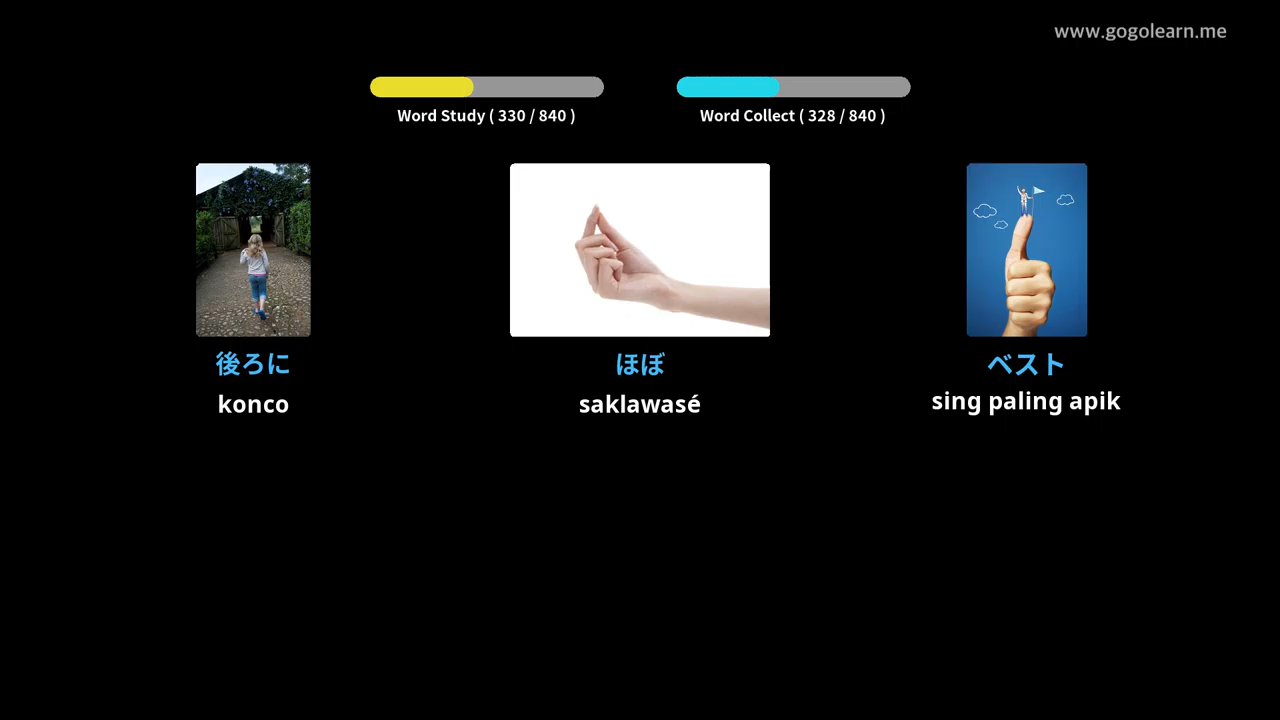 www.gogolearn.me
Word Study ( 330 / 840 )
Word Collect ( 328 / 840 )
後ろに
ほぼ
ベスト
konco
saklawasé
sing paling apik